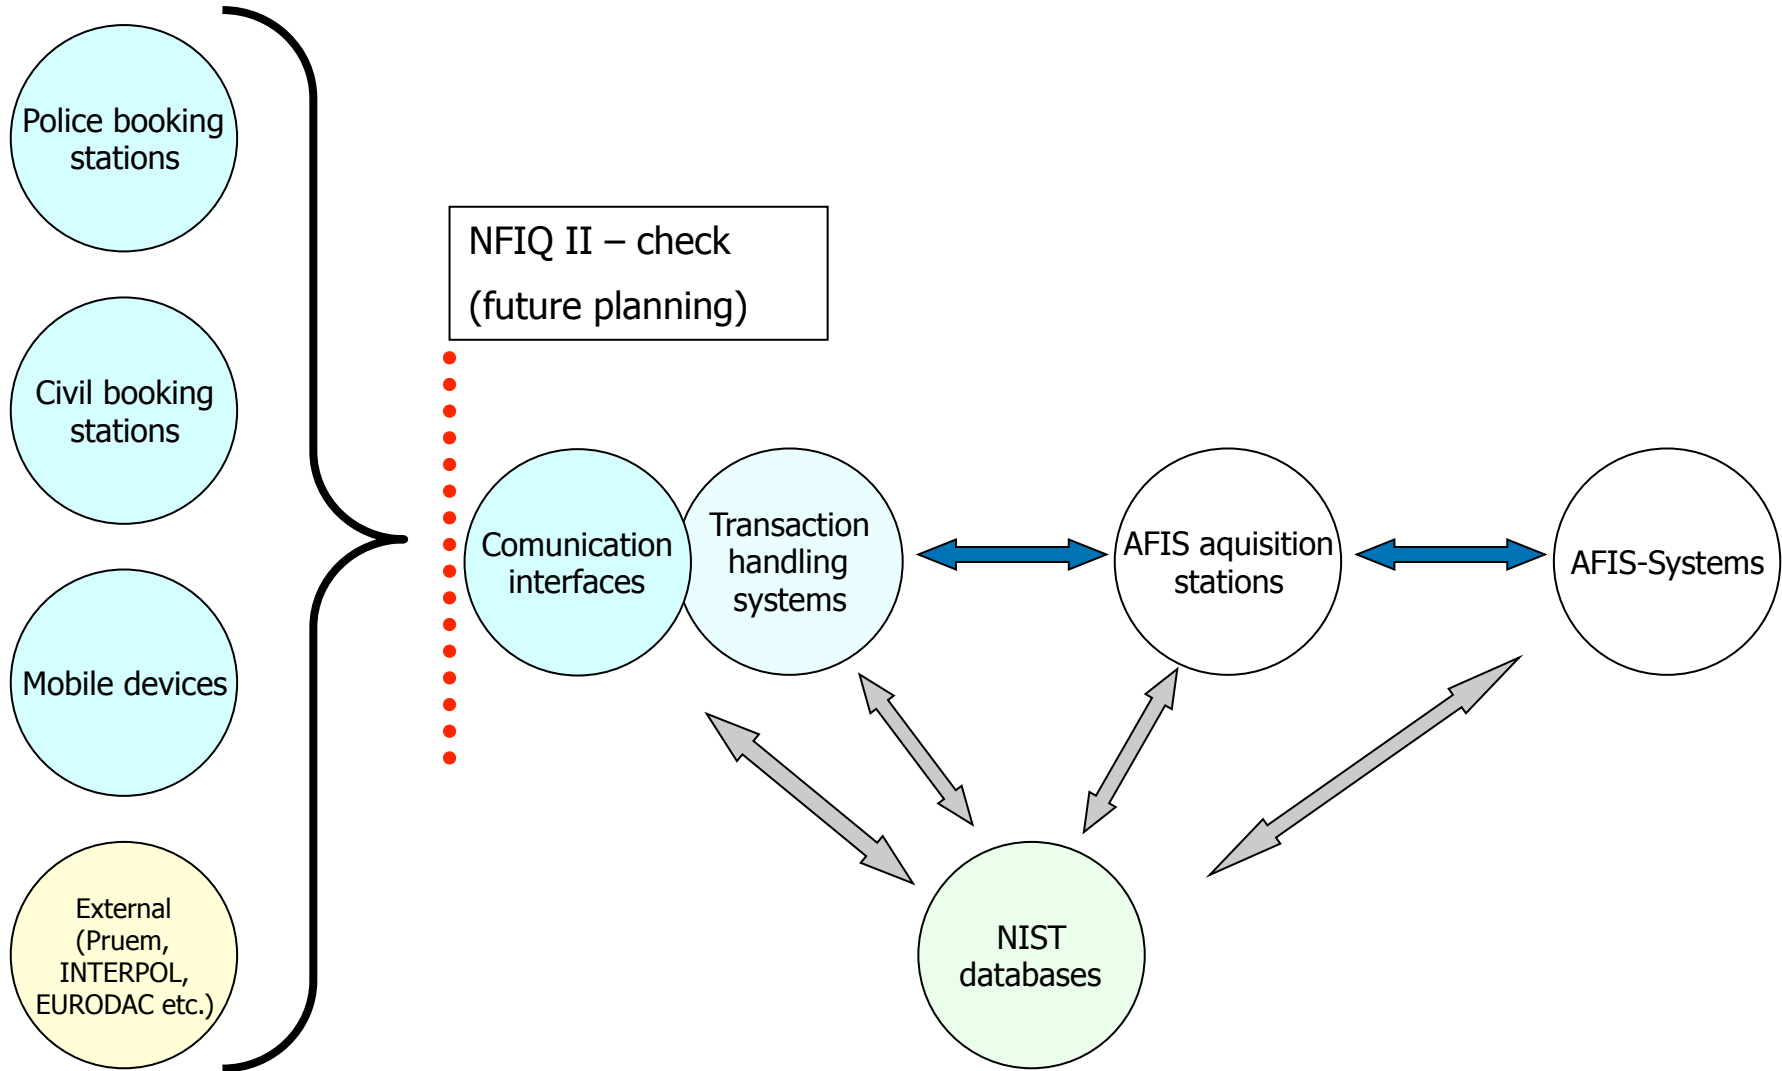 Police booking
stations
Civil booking
stations
Mobile devices
External
(Pruem,
INTERPOL,
EURODAC etc.)
NFIQ II – check
(future planning)
Comunication
interfaces
Transaction
handling
systems
AFIS aquisition
stations
AFIS-Systems
NIST
databases